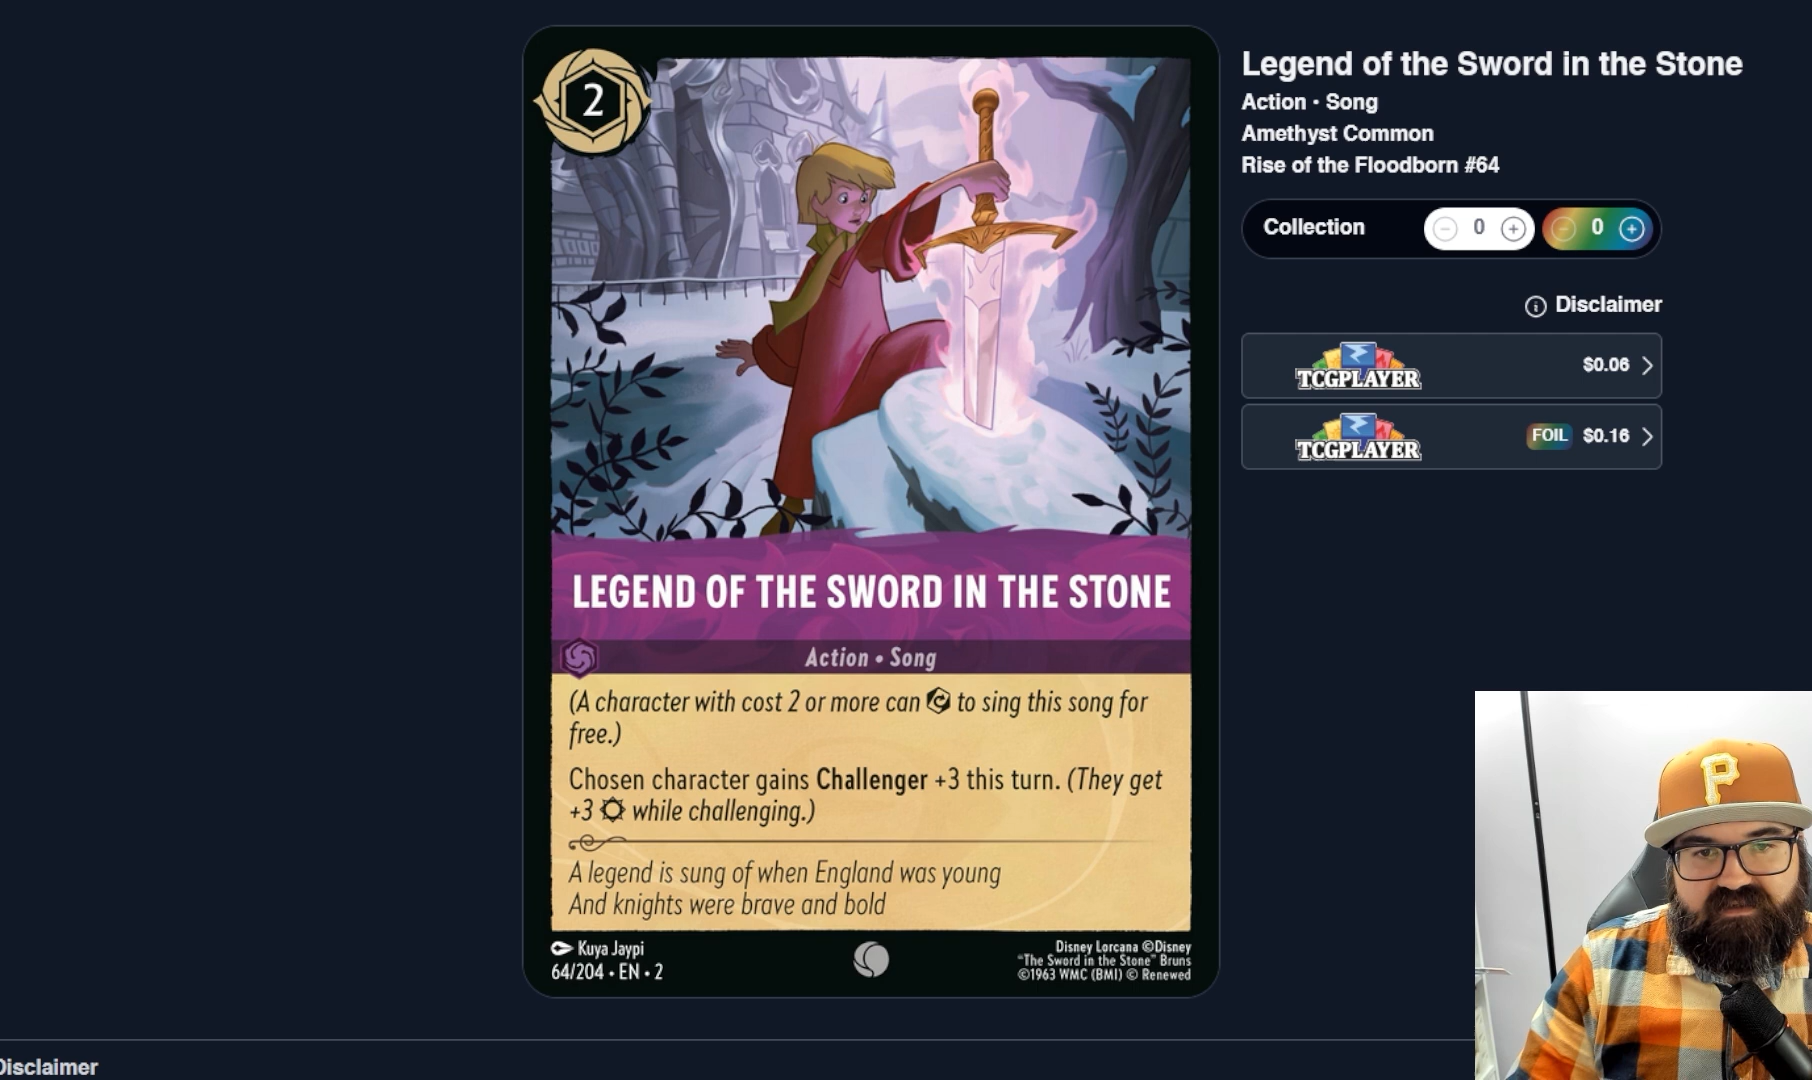 2
LEGEND OF THE SWORD IN THE STONE
Action • Song
(A character with cost 2 or more can to sing this song for
free.)
Chosen character gains Challenger +3 this turn. (They get
+3 while challenging.)
A legend is sung of when England was young
And knights were brave and bold
Kuya Jaypi
64/204 • EN • 2
Disney Lorcana ©Disney
"The Sword in the Stone" Bruns
©1963 WMC (BMI) © Renewed
Legend of the Sword in the Stone
Action • Song
Amethyst Common
Rise of the Floodborn #64
Collection 0 0
Disclaimer
TCGPLAYER $0.06
TCGPLAYER FOIL $0.16
P
Disclaimer